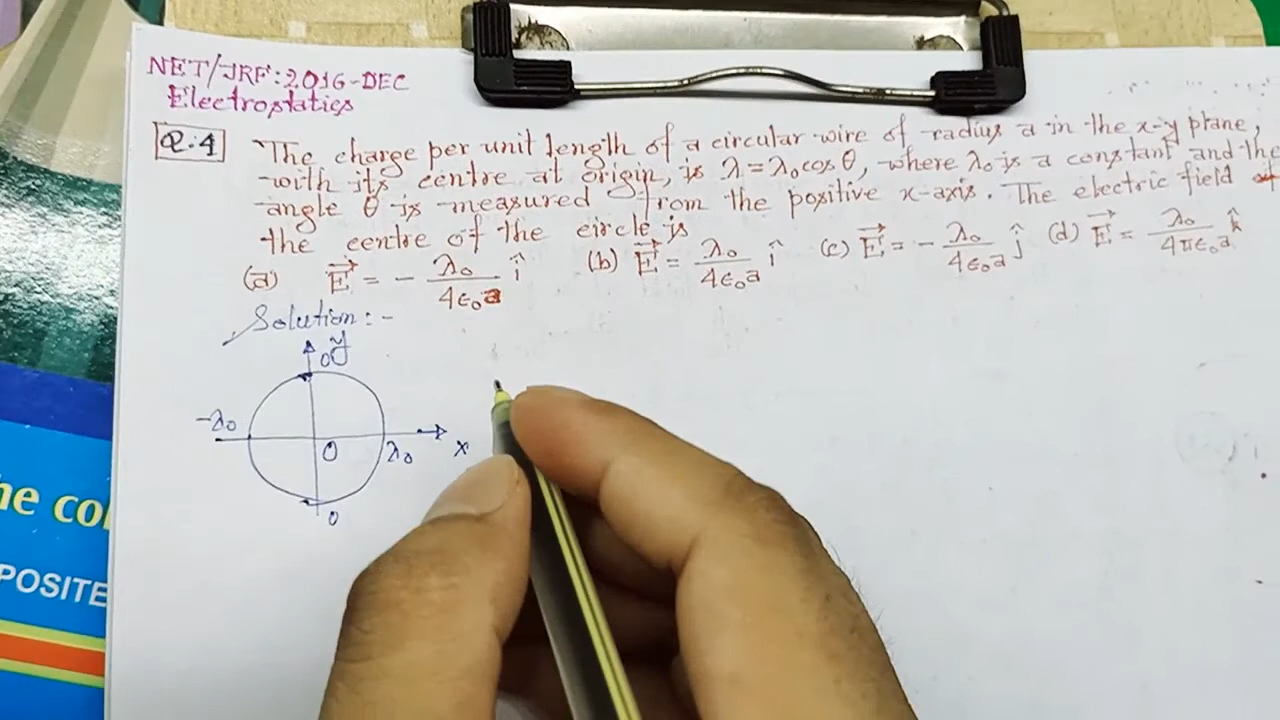 NET/JRF:2016-DEC
Electrostatics
Q.4 The charge per unit length of a circular wire of radius a in the x-y plane,
with its centre at origin, is λ=λ₀cosθ, where λ₀ is a constant and the
angle θ is measured from the positive x-axis. The electric field at
the centre of the circle is
(a) E⃗ = - λ₀/4ε₀a î (b) E⃗ = λ₀/4ε₀a î (c) E⃗ = - λ₀/4ε₀a ĵ (d) E⃗ = λ₀/4πε₀a k̂
Solution:-
0 y
-λ₀ O λ₀ x
0
he co
POSITE